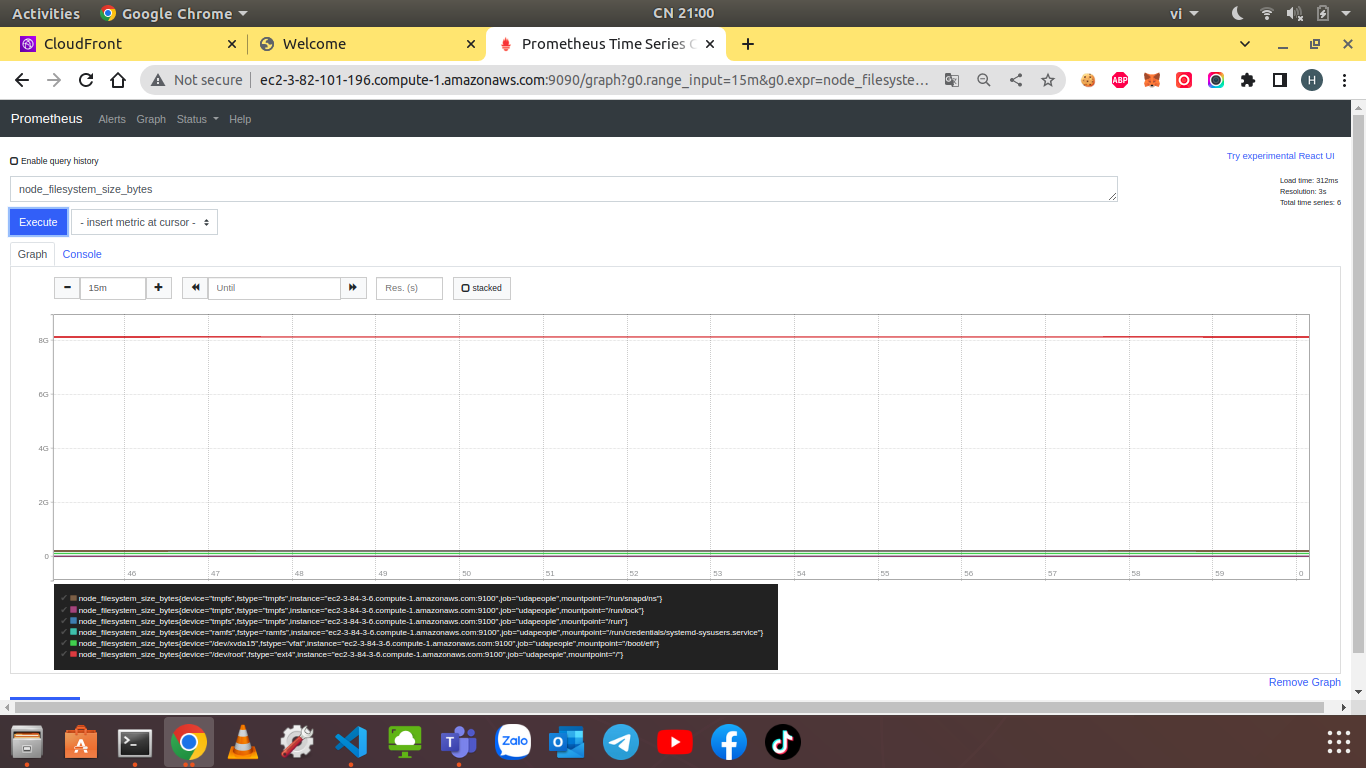 Activities
Google Chrome
CN 21:00
vi
CloudFront
Welcome
Prometheus Time Series C
Not secure
ec2-3-82-101-196.compute-1.amazonaws.com:9090/graph?g0.range_input=15m&g0.expr=node_filesyste…
ABP
H
Prometheus
Alerts
Graph
Status
Help
Enable query history
Try experimental React UI
node_filesystem_size_bytes
Load time: 312ms
Resolution: 3s
Total time series: 6
Execute
- insert metric at cursor -
Graph
Console
15m
Until
Res. (s)
stacked
8G
6G
4G
2G
0
46 47 48 49 50 51 52 53 54 55 56 57 58 59 0
node_filesystem_size_bytes{device="tmpfs",fstype="tmpfs",instance="ec2-3-84-3-6.compute-1.amazonaws.com:9100",job="udapeople",mountpoint="/run/snapd/ns"}
node_filesystem_size_bytes{device="tmpfs",fstype="tmpfs",instance="ec2-3-84-3-6.compute-1.amazonaws.com:9100",job="udapeople",mountpoint="/run/lock"}
node_filesystem_size_bytes{device="tmpfs",fstype="tmpfs",instance="ec2-3-84-3-6.compute-1.amazonaws.com:9100",job="udapeople",mountpoint="/run"}
node_filesystem_size_bytes{device="ramfs",fstype="ramfs",instance="ec2-3-84-3-6.compute-1.amazonaws.com:9100",job="udapeople",mountpoint="/run/credentials/systemd-sysusers.service"}
node_filesystem_size_bytes{device="/dev/xvda15",fstype="vfat",instance="ec2-3-84-3-6.compute-1.amazonaws.com:9100",job="udapeople",mountpoint="/boot/efi"}
node_filesystem_size_bytes{device="/dev/root",fstype="ext4",instance="ec2-3-84-3-6.compute-1.amazonaws.com:9100",job="udapeople",mountpoint="/"}
Remove Graph
Zalo